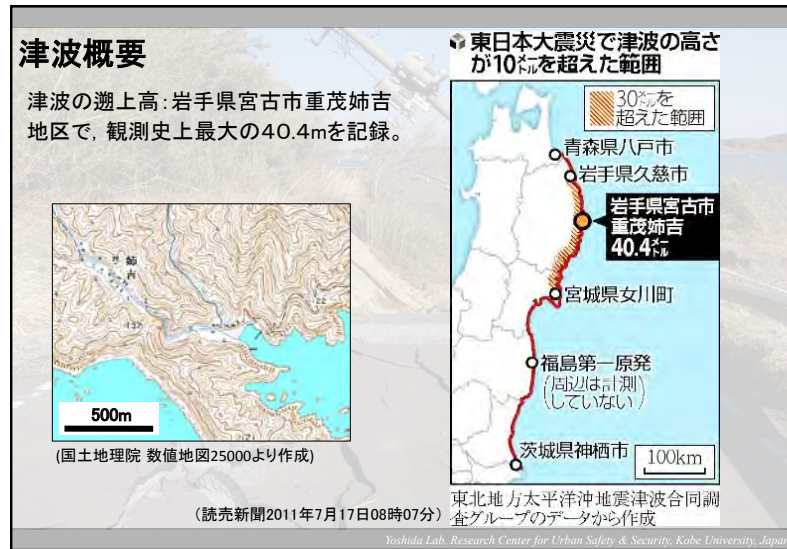 津波概要
津波の遡上高:岩手県宮古市重茂姉吉
地区で，観測史上最大の40.4mを記録。
姉
吉
137
22
500m
(国土地理院 数値地図25000より作成)
(読売新聞2011年7月17日08時07分)
東日本大震災で津波の高さ
が10㍍を超えた範囲
30㍍を
超えた範囲
青森県八戸市
岩手県久慈市
岩手県宮古市
重茂姉吉
40.4㍍
宮城県女川町
福島第一原発
(周辺は計測
していない)
茨城県神栖市
100km
東北地方太平洋沖地震津波合同調
査グループのデータから作成
Yoshida Lab. Research Center for Urban Safety & Security, Kobe University, Japan